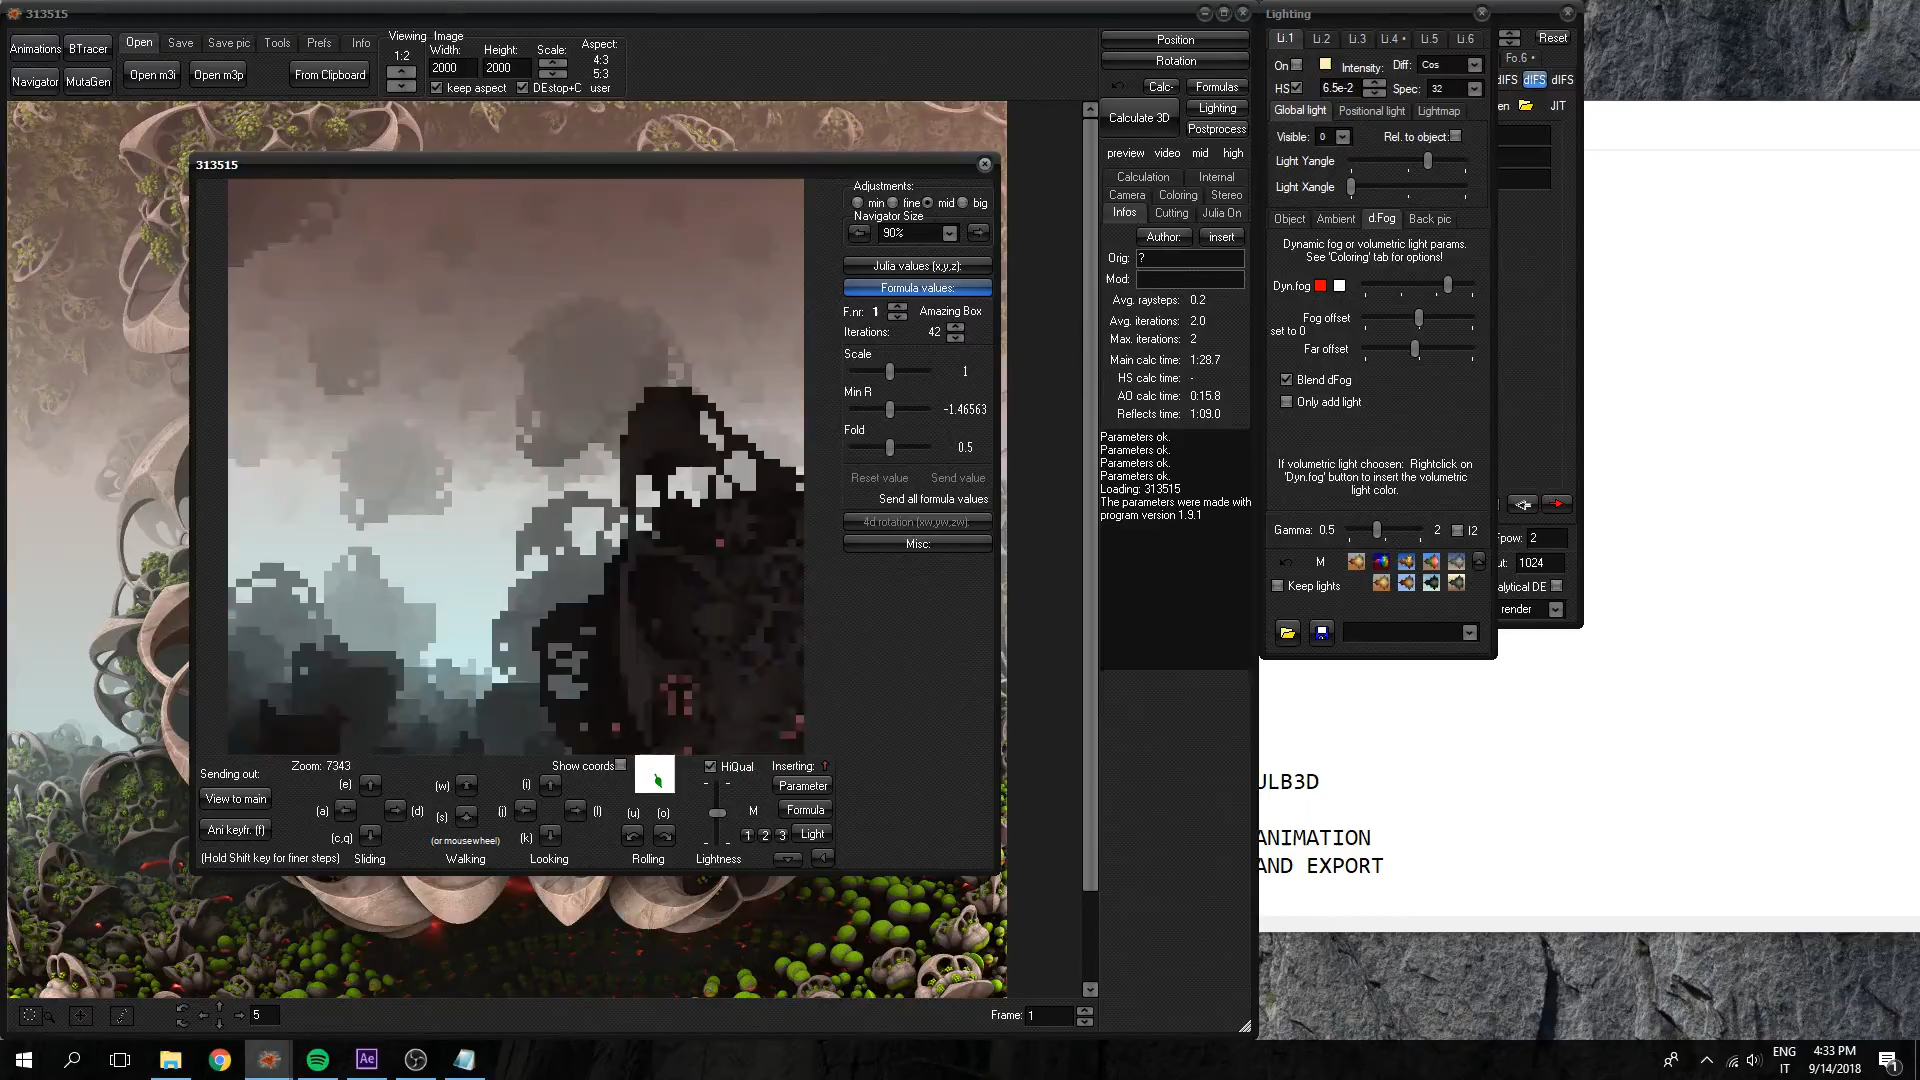 313515
Animations
BTracer
Navigator
MutaGen
Open
Save
Save pic
Tools
Prefs
Info
Open m3i
Open m3p
From Clipboard
Viewing
1:2
Image
Width:
Height:
Scale:
2000
2000
keep aspect
DEstop+C
Aspect:
4:3
5:3
user
Position
Rotation
Calc-
Formulas
Calculate 3D
Lighting
Postprocess
preview video mid high
Calculation
Internal
Camera
Coloring
Stereo
Infos
Cutting
Julia On
Author:
insert
Orig: ?
Mod:
Avg. raysteps: 0.2
Avg. iterations: 2.0
Max. iterations: 2
Main calc time: 1:28.7
HS calc time: -
AO calc time: 0:15.8
Reflects time: 1:09.0
Parameters ok.
Parameters ok.
Parameters ok.
Parameters ok.
Loading: 313515
The parameters were made with
program version 1.9.1
313515
Adjustments:
min fine mid big
Navigator Size
90%
Julia values (x,y,z):
Formula values:
F.nr: 1 Amazing Box
Iterations: 42
Scale
1
Min R
-1.46563
Fold
0.5
Reset value
Send value
Send all formula values
4d rotation (xw,yw,zw):
Misc:
Sending out:
View to main
Ani keyfr. (f)
(Hold Shift key for finer steps)
Zoom: 7343
(e)
(a)
(d)
(c,q)
Sliding
(w)
(s)
(or mousewheel)
Walking
(i)
(j)
(l)
(k)
Looking
Show coords
(u) (o)
Rolling
HiQual
M
1 2 3
Lightness
Inserting:
Parameter
Formula
Light
5
Frame: 1
Lighting
Li.1
Li.2
Li.3
Li.4 •
Li.5
Li.6
On
Intensity:
Diff: Cos
HS
6.5e-2
Spec: 32
Global light
Positional light
Lightmap
Visible: 0
Rel. to object:
Light Yangle
Light Xangle
Object
Ambient
d.Fog
Back pic
Dynamic fog or volumetric light params.
See 'Coloring' tab for options!
Dyn.fog
Fog offset
set to 0
Far offset
Blend dFog
Only add light
If volumetric light choosen: Rightclick on
'Dyn.fog' button to insert the volumetric
light color.
Gamma: 0.5
2
I2
M
Keep lights
Reset
Fo.6 •
dIFS
dIFS
dIFS
en
JIT
pow: 2
ut: 1024
alytical DE
render
ULB3D
ANIMATION
AND EXPORT
Ae
ENG
IT
4:33 PM
9/14/2018
1